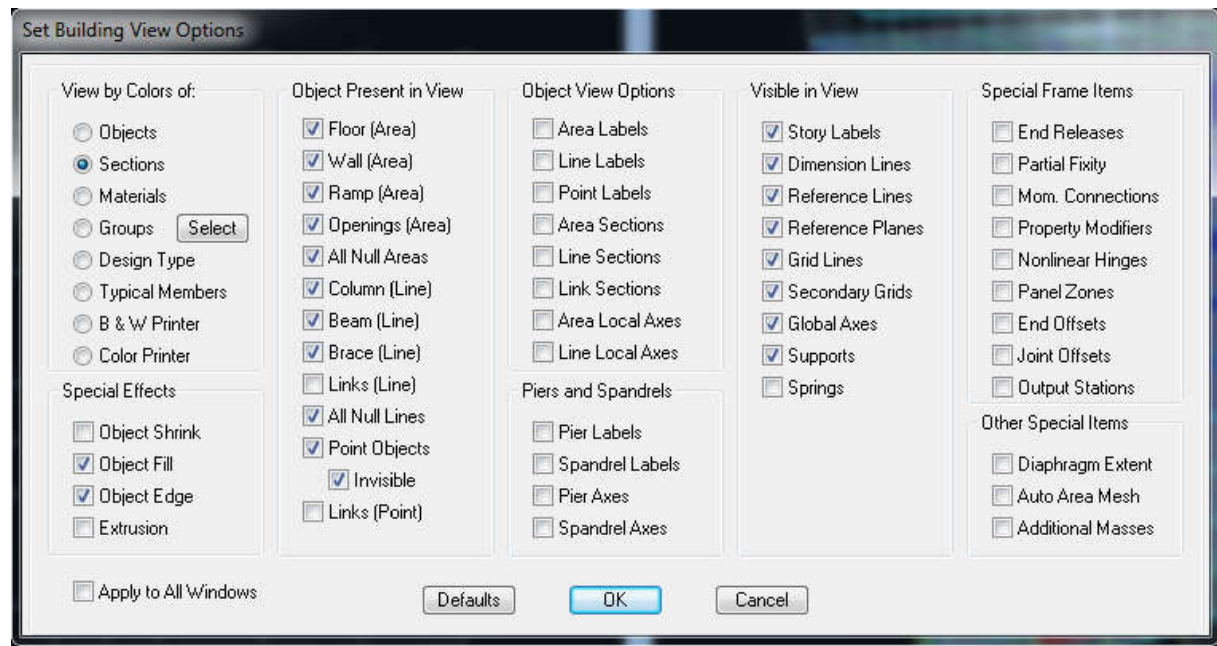 Set Building View Options
View by Colors of:
Objects
Sections
Materials
Groups
Select
Design Type
Typical Members
B & W Printer
Color Printer
Special Effects
Object Shrink
Object Fill
Object Edge
Extrusion
Object Present in View
Floor (Area)
Wall (Area)
Ramp (Area)
Openings (Area)
All Null Areas
Column (Line)
Beam (Line)
Brace (Line)
Links (Line)
All Null Lines
Point Objects
Invisible
Links (Point)
Object View Options
Area Labels
Line Labels
Point Labels
Area Sections
Line Sections
Link Sections
Area Local Axes
Line Local Axes
Piers and Spandrels
Pier Labels
Spandrel Labels
Pier Axes
Spandrel Axes
Visible in View
Story Labels
Dimension Lines
Reference Lines
Reference Planes
Grid Lines
Secondary Grids
Global Axes
Supports
Springs
Special Frame Items
End Releases
Partial Fixity
Mom. Connections
Property Modifiers
Nonlinear Hinges
Panel Zones
End Offsets
Joint Offsets
Output Stations
Other Special Items
Diaphragm Extent
Auto Area Mesh
Additional Masses
Apply to All Windows
Defaults
OK
Cancel